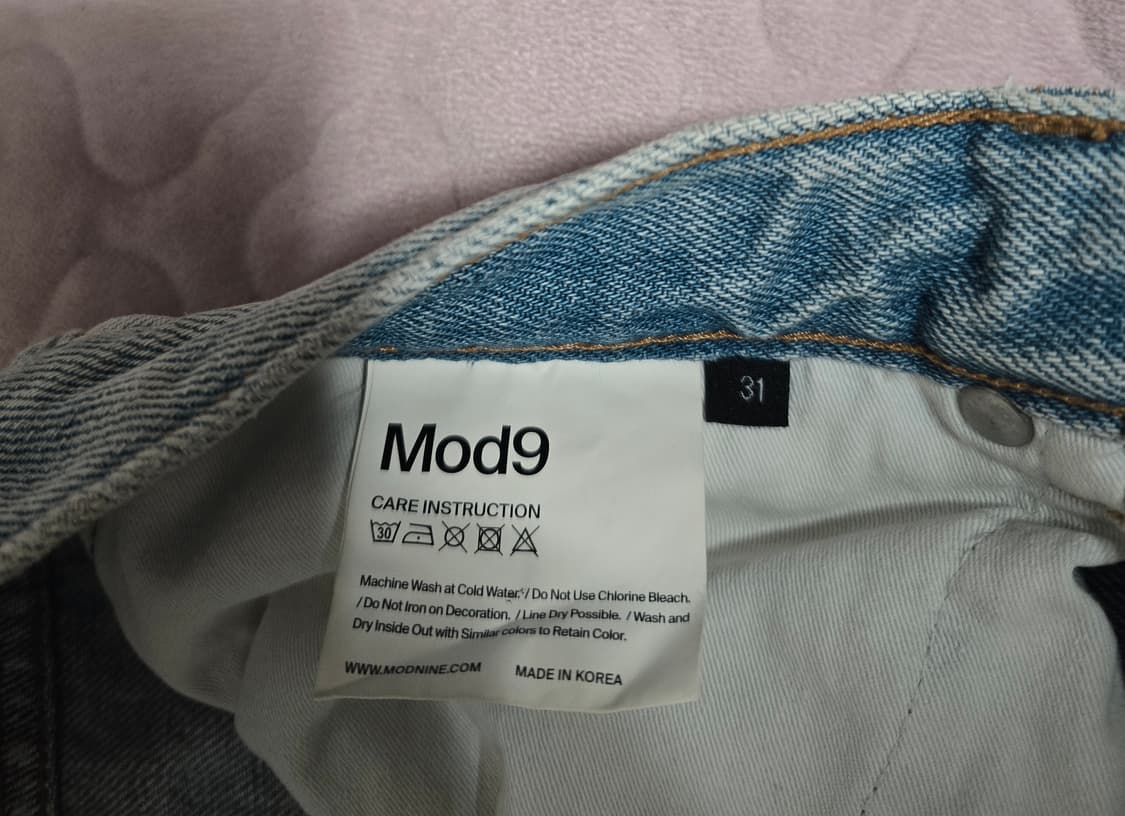 Mod9
31
CARE INSTRUCTION
30
Machine Wash at Cold Water. / Do Not Use Chlorine Bleach.
/ Do Not Iron on Decoration. / Line Dry Possible. / Wash and
Dry Inside Out with Similar colors to Retain Color.
WWW.MODNINE.COM MADE IN KOREA